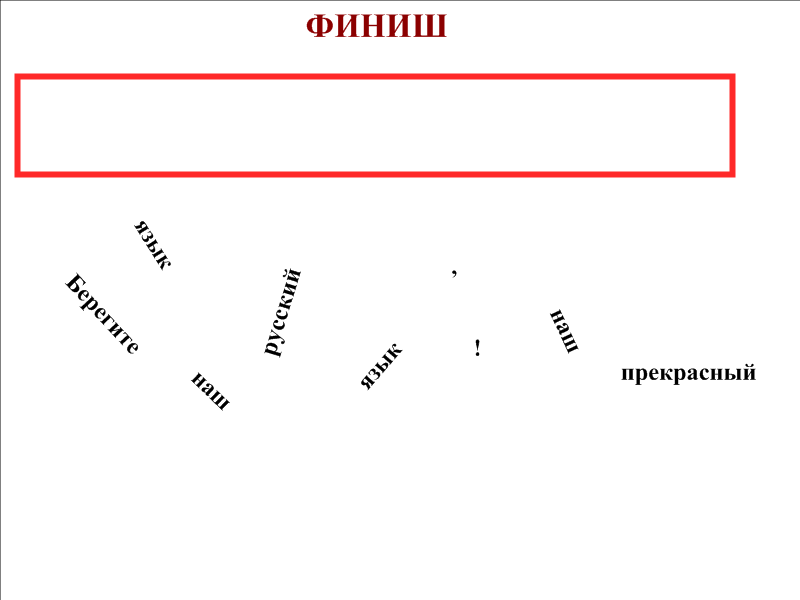 ФИНИШ
язык
Берегите
русский
,
наш
язык
!
наш
прекрасный